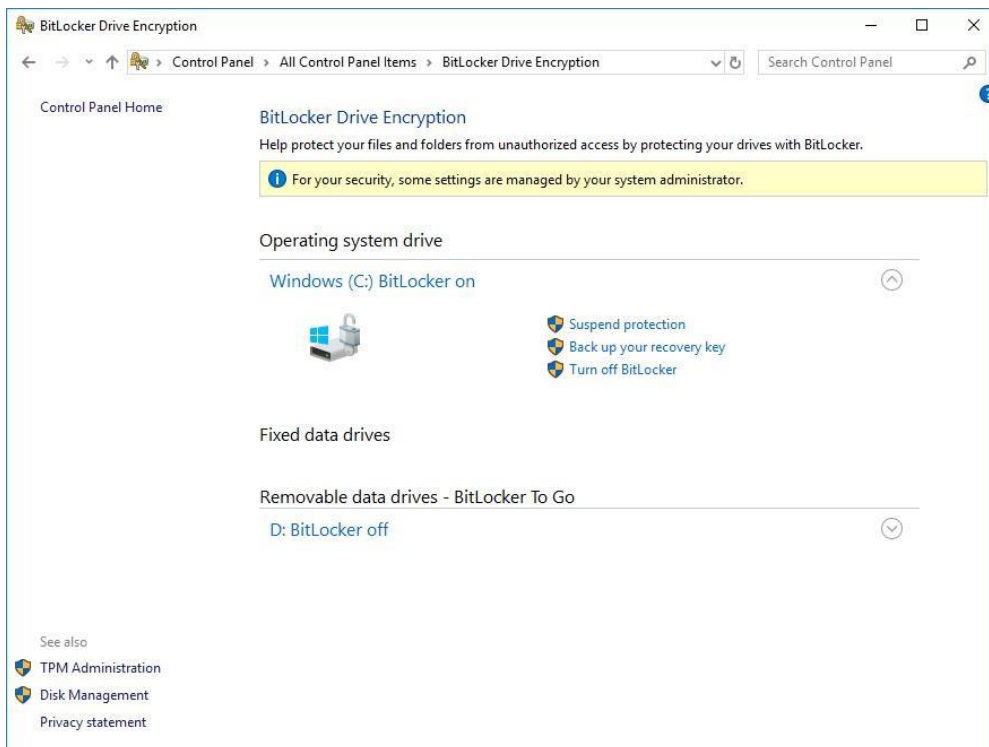 BitLocker Drive Encryption
Control Panel > All Control Panel Items > BitLocker Drive Encryption
Search Control Panel
Control Panel Home
BitLocker Drive Encryption
Help protect your files and folders from unauthorized access by protecting your drives with BitLocker.
For your security, some settings are managed by your system administrator.
Operating system drive
Windows (C:) BitLocker on
Suspend protection
Back up your recovery key
Turn off BitLocker
Fixed data drives
Removable data drives - BitLocker To Go
D: BitLocker off
See also
TPM Administration
Disk Management
Privacy statement